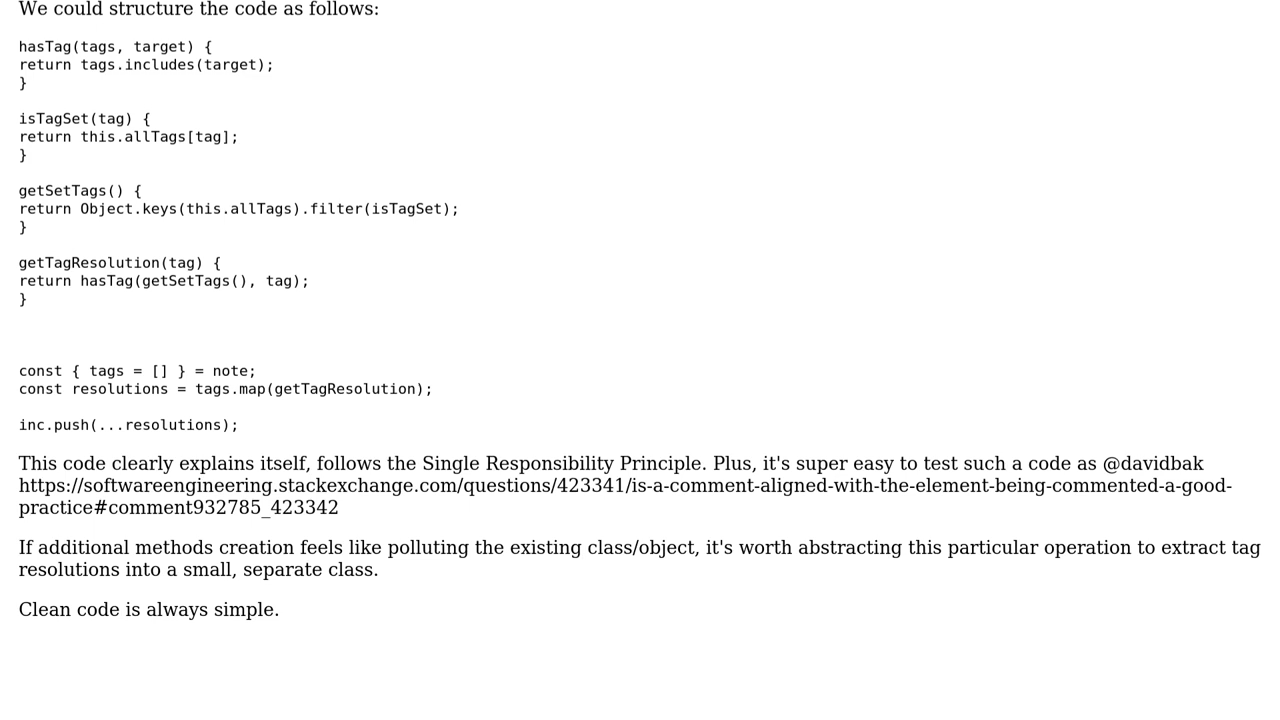 We could structure the code as follows:
hasTag(tags, target) {
return tags.includes(target);
}
isTagSet(tag) {
return this.allTags[tag];
}
getSetTags() {
return Object.keys(this.allTags).filter(isTagSet);
}
getTagResolution(tag) {
return hasTag(getSetTags(), tag);
}
const { tags = [] } = note;
const resolutions = tags.map(getTagResolution);
inc.push(...resolutions);
This code clearly explains itself, follows the Single Responsibility Principle. Plus, it's super easy to test such a code as @davidbak
https://softwareengineering.stackexchange.com/questions/423341/is-a-comment-aligned-with-the-element-being-commented-a-good-
practice#comment932785_423342
If additional methods creation feels like polluting the existing class/object, it's worth abstracting this particular operation to extract tag
resolutions into a small, separate class.
Clean code is always simple.